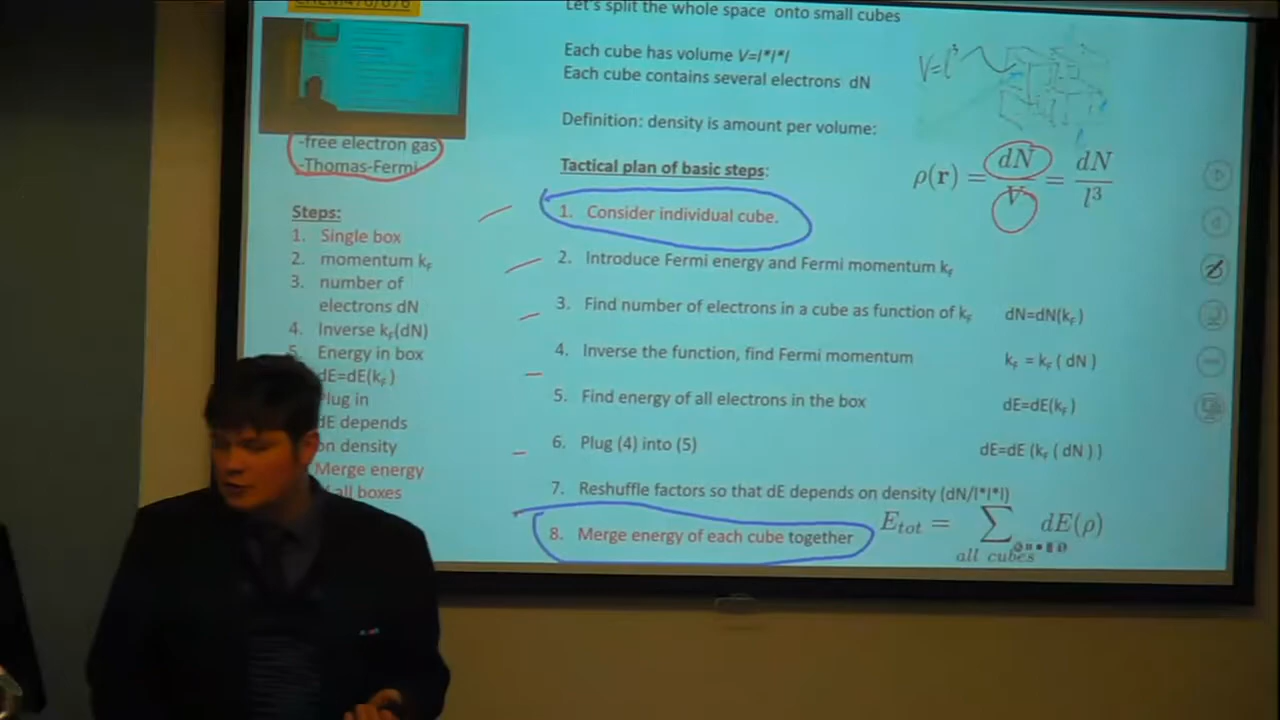 CHEM 478/678
-free electron gas
-Thomas-Fermi
Steps:
1. Single box
2. momentum kF
3. number of
electrons dN
4. Inverse kF(dN)
5. Energy in box
dE=dE(kF)
Plug in
dE depends
on density
Merge energy
all boxes
Let's split the whole space onto small cubes
Each cube has volume V=l*l*l
Each cube contains several electrons dN
V=l³
Definition: density is amount per volume:
ρ(r) = dN/V = dN/l³
Tactical plan of basic steps:
1. Consider individual cube.
2. Introduce Fermi energy and Fermi momentum kF
3. Find number of electrons in a cube as function of kF dN=dN(kF)
4. Inverse the function, find Fermi momentum kF = kF ( dN )
5. Find energy of all electrons in the box dE=dE(kF)
6. Plug (4) into (5) dE=dE (kF ( dN ) )
7. Reshuffle factors so that dE depends on density (dN/l*l*l)
8. Merge energy of each cube together Etot = ∑ dE(ρ)
all cubes